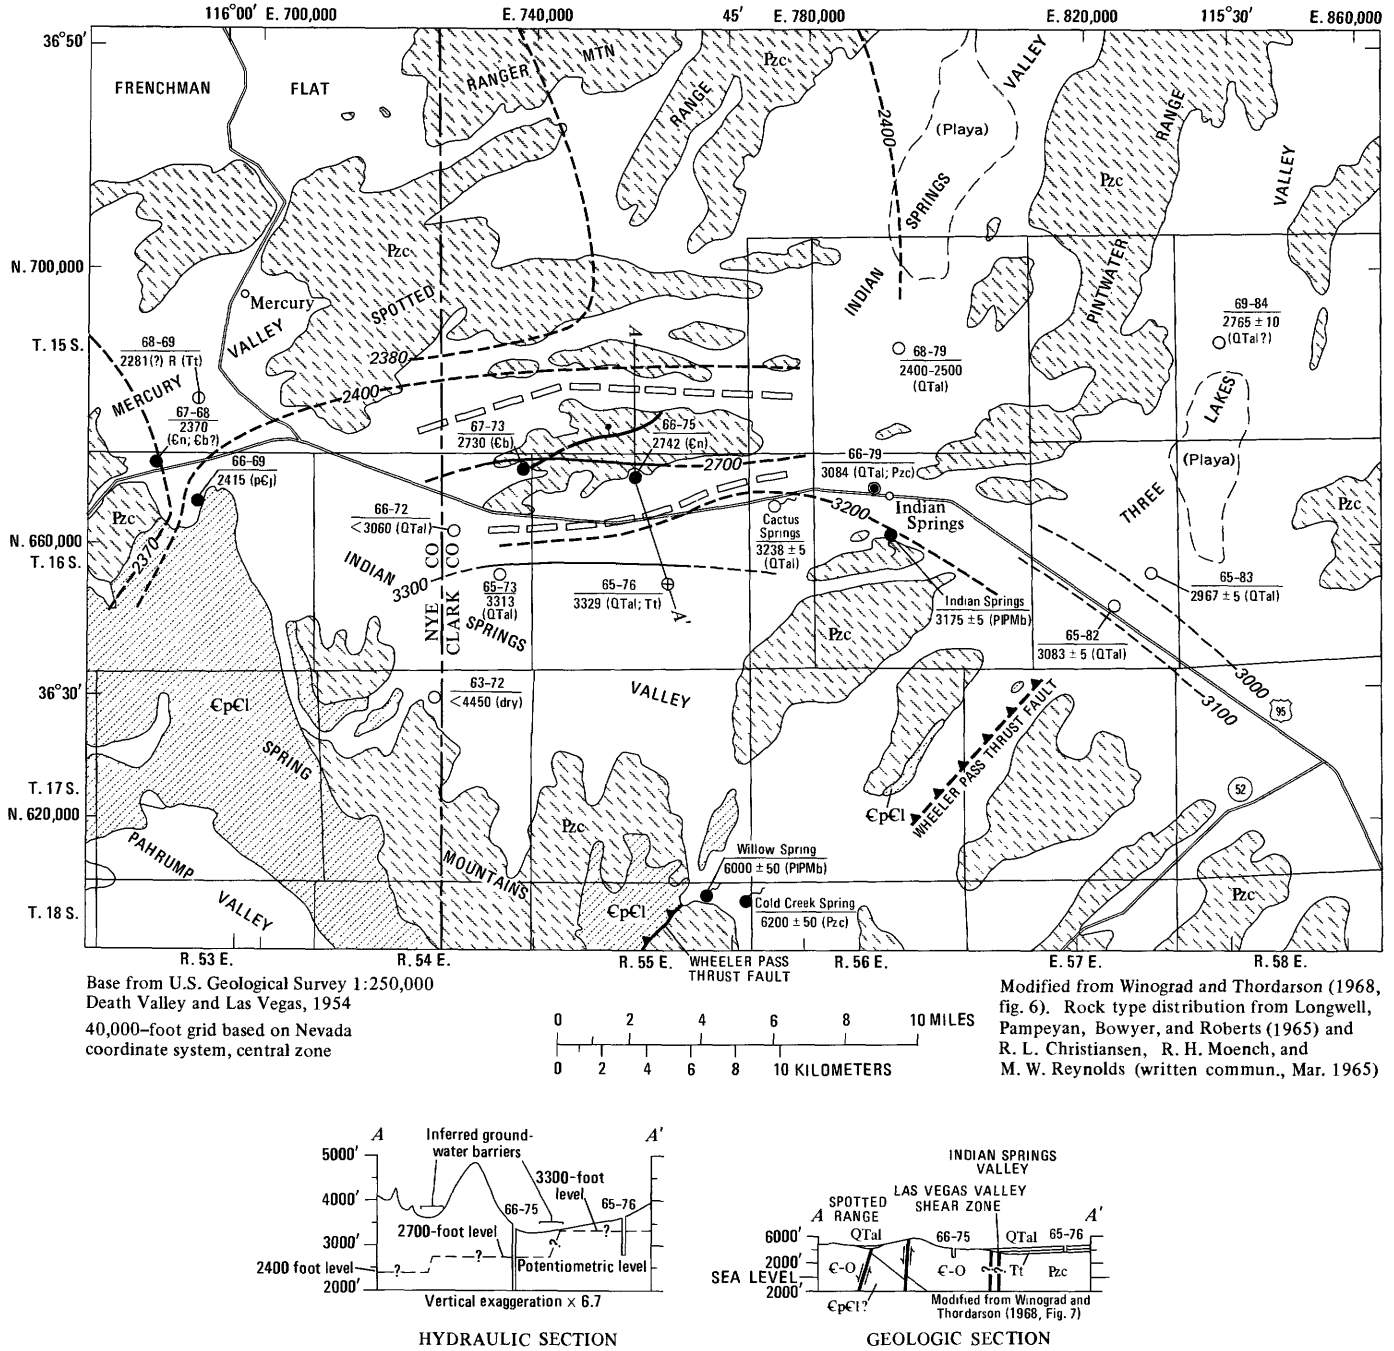 116°00′ E. 700,000 E. 740,000 45′ E. 780,000 E. 820,000 115°30′ E. 860,000
36°50′
FRENCHMAN FLAT
RANGER MTN
RANGE
Pzc
2400
(Playa)
VALLEY
SPRINGS
INDIAN
RANGE
Pzc
PINTWATER
VALLEY
N. 700,000
Pzc
SPOTTED
Mercury
VALLEY
MERCURY
T. 15 S.
68-69
2281(?) R (Tt)
2380
2400
A
68-79
2400-2500
(QTal)
69-84
2765 ± 10
(QTal?)
LAKES
(Playa)
THREE
67-68
2370
(Єn; Єb?)
67-73
2730 (Єb)
66-75
2742 (Єn)
2700
66-79
3084 (QTal; Pzc)
66-69
2415 (pЄj)
Pzc
2370
66-72
<3060 (QTal)
Cactus
Springs
3238 ± 5
(QTal)
3200
Indian
Springs
Pzc
N. 660,000
T. 16 S.
INDIAN
3300
NYE CO
CLARK CO
SPRINGS
65-73
3313
(QTal)
65-76
3329 (QTal; Tt)
A′
Indian Springs
3175 ± 5 (PIPMb)
65-83
2967 ± 5 (QTal)
65-82
3083 ± 5 (QTal)
Pzc
36°30′
63-72
<4450 (dry)
VALLEY
3000
3100
95
ЄpЄl
SPRING
WHEELER PASS THRUST FAULT
ЄpЄl
52
T. 17 S.
N. 620,000
PAHRUMP
VALLEY
MOUNTAINS
Pzc
Willow Spring
6000 ± 50 (PIPMb)
Cold Creek Spring
6200 ± 50 (Pzc)
ЄpЄl
Pzc
T. 18 S.
R. 53 E. R. 54 E. R. 55 E. R. 56 E. E. 57 E. R. 58 E.
WHEELER PASS
THRUST FAULT
Base from U.S. Geological Survey 1:250,000
Death Valley and Las Vegas, 1954
40,000-foot grid based on Nevada
coordinate system, central zone
0 2 4 6 8 10 MILES
0 2 4 6 8 10 KILOMETERS
Modified from Winograd and Thordarson (1968,
fig. 6). Rock type distribution from Longwell,
Pampeyan, Bowyer, and Roberts (1965) and
R. L. Christiansen, R. H. Moench, and
M. W. Reynolds (written commun., Mar. 1965)
A
A′
Inferred ground-
water barriers
5000′
4000′
3000′
2000′
3300-foot
level
66-75
65-76
2700-foot level
2400 foot level
?
?
?
?
Potentiometric level
Vertical exaggeration × 6.7
HYDRAULIC SECTION
INDIAN SPRINGS
VALLEY
LAS VEGAS VALLEY
SHEAR ZONE
SPOTTED
RANGE
A
A′
6000′
2000′
SEA LEVEL
2000′
QTal
66-75
QTal
65-76
Є-O
Є-O
? ?
Tt
Pzc
ЄpЄl?
Modified from Winograd and
Thordarson (1968, Fig. 7)
GEOLOGIC SECTION